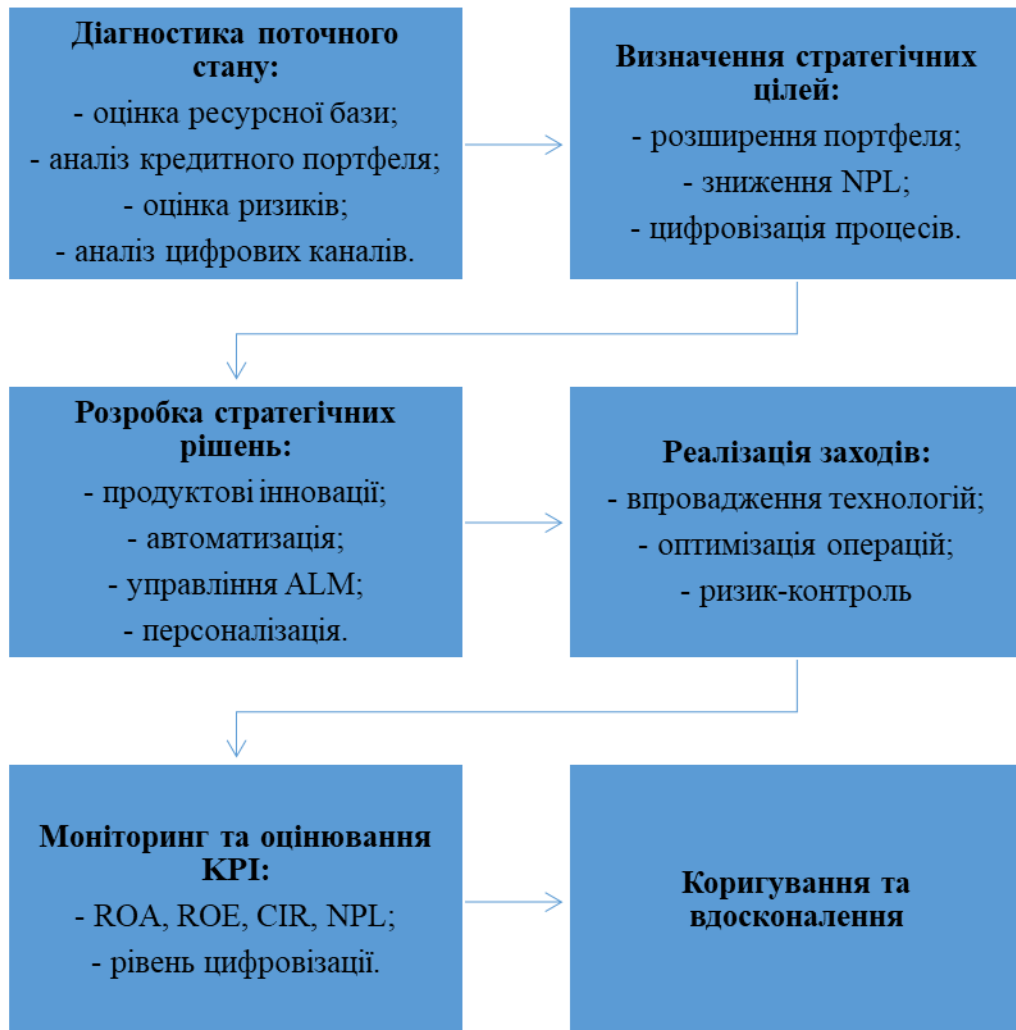 Діагностика поточного
стану:
- оцінка ресурсної бази;
- аналіз кредитного портфеля;
- оцінка ризиків;
- аналіз цифрових каналів.
Визначення стратегічних
цілей:
- розширення портфеля;
- зниження NPL;
- цифровізація процесів.
Розробка стратегічних
рішень:
- продуктові інновації;
- автоматизація;
- управління ALM;
- персоналізація.
Реалізація заходів:
- впровадження технологій;
- оптимізація операцій;
- ризик-контроль
Моніторинг та оцінювання
KPI:
- ROA, ROE, CIR, NPL;
- рівень цифровізації.
Коригування та
вдосконалення